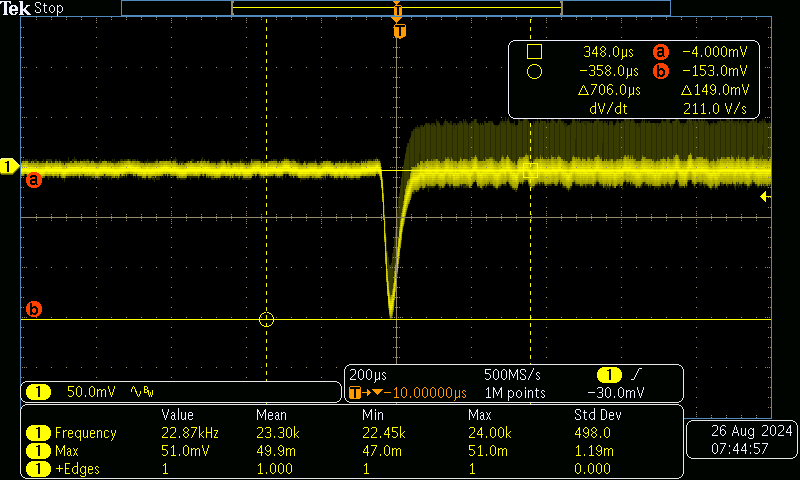 Tek Stop
T
T
348.0µs a −4.000mV
−358.0µs b −153.0mV
△706.0µs △149.0mV
dV/dt 211.0 V/s
1
a
b
1 50.0mV BW
200µs 500MS/s 1
T→▼−10.00000µs 1M points −30.0mV
Value Mean Min Max Std Dev
1 Frequency 22.87kHz 23.30k 22.45k 24.00k 498.0
1 Max 51.0mV 49.9m 47.0m 51.0m 1.19m
1 +Edges 1 1.000 1 1 0.000
26 Aug 2024
07:44:57